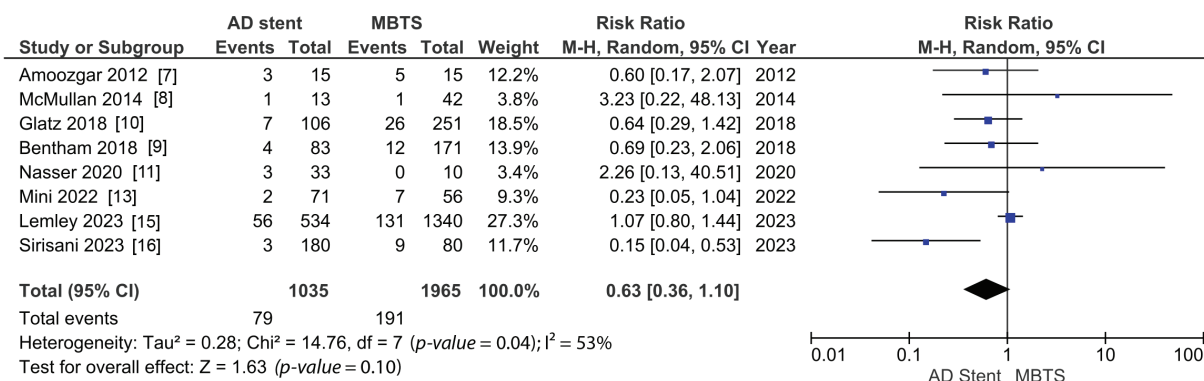 AD stent MBTS Risk Ratio Risk Ratio
Study or Subgroup Events Total Events Total Weight M-H, Random, 95% CI Year M-H, Random, 95% CI
Amoozgar 2012 [7] 3 15 5 15 12.2% 0.60 [0.17, 2.07] 2012
McMullan 2014 [8] 1 13 1 42 3.8% 3.23 [0.22, 48.13] 2014
Glatz 2018 [10] 7 106 26 251 18.5% 0.64 [0.29, 1.42] 2018
Bentham 2018 [9] 4 83 12 171 13.9% 0.69 [0.23, 2.06] 2018
Nasser 2020 [11] 3 33 0 10 3.4% 2.26 [0.13, 40.51] 2020
Mini 2022 [13] 2 71 7 56 9.3% 0.23 [0.05, 1.04] 2022
Lemley 2023 [15] 56 534 131 1340 27.3% 1.07 [0.80, 1.44] 2023
Sirisani 2023 [16] 3 180 9 80 11.7% 0.15 [0.04, 0.53] 2023
Total (95% CI) 1035 1965 100.0% 0.63 [0.36, 1.10]
Total events 79 191
Heterogeneity: Tau² = 0.28; Chi² = 14.76, df = 7 (p-value = 0.04); I² = 53%
Test for overall effect: Z = 1.63 (p-value = 0.10)
0.01 0.1 1 10 100
AD Stent MBTS